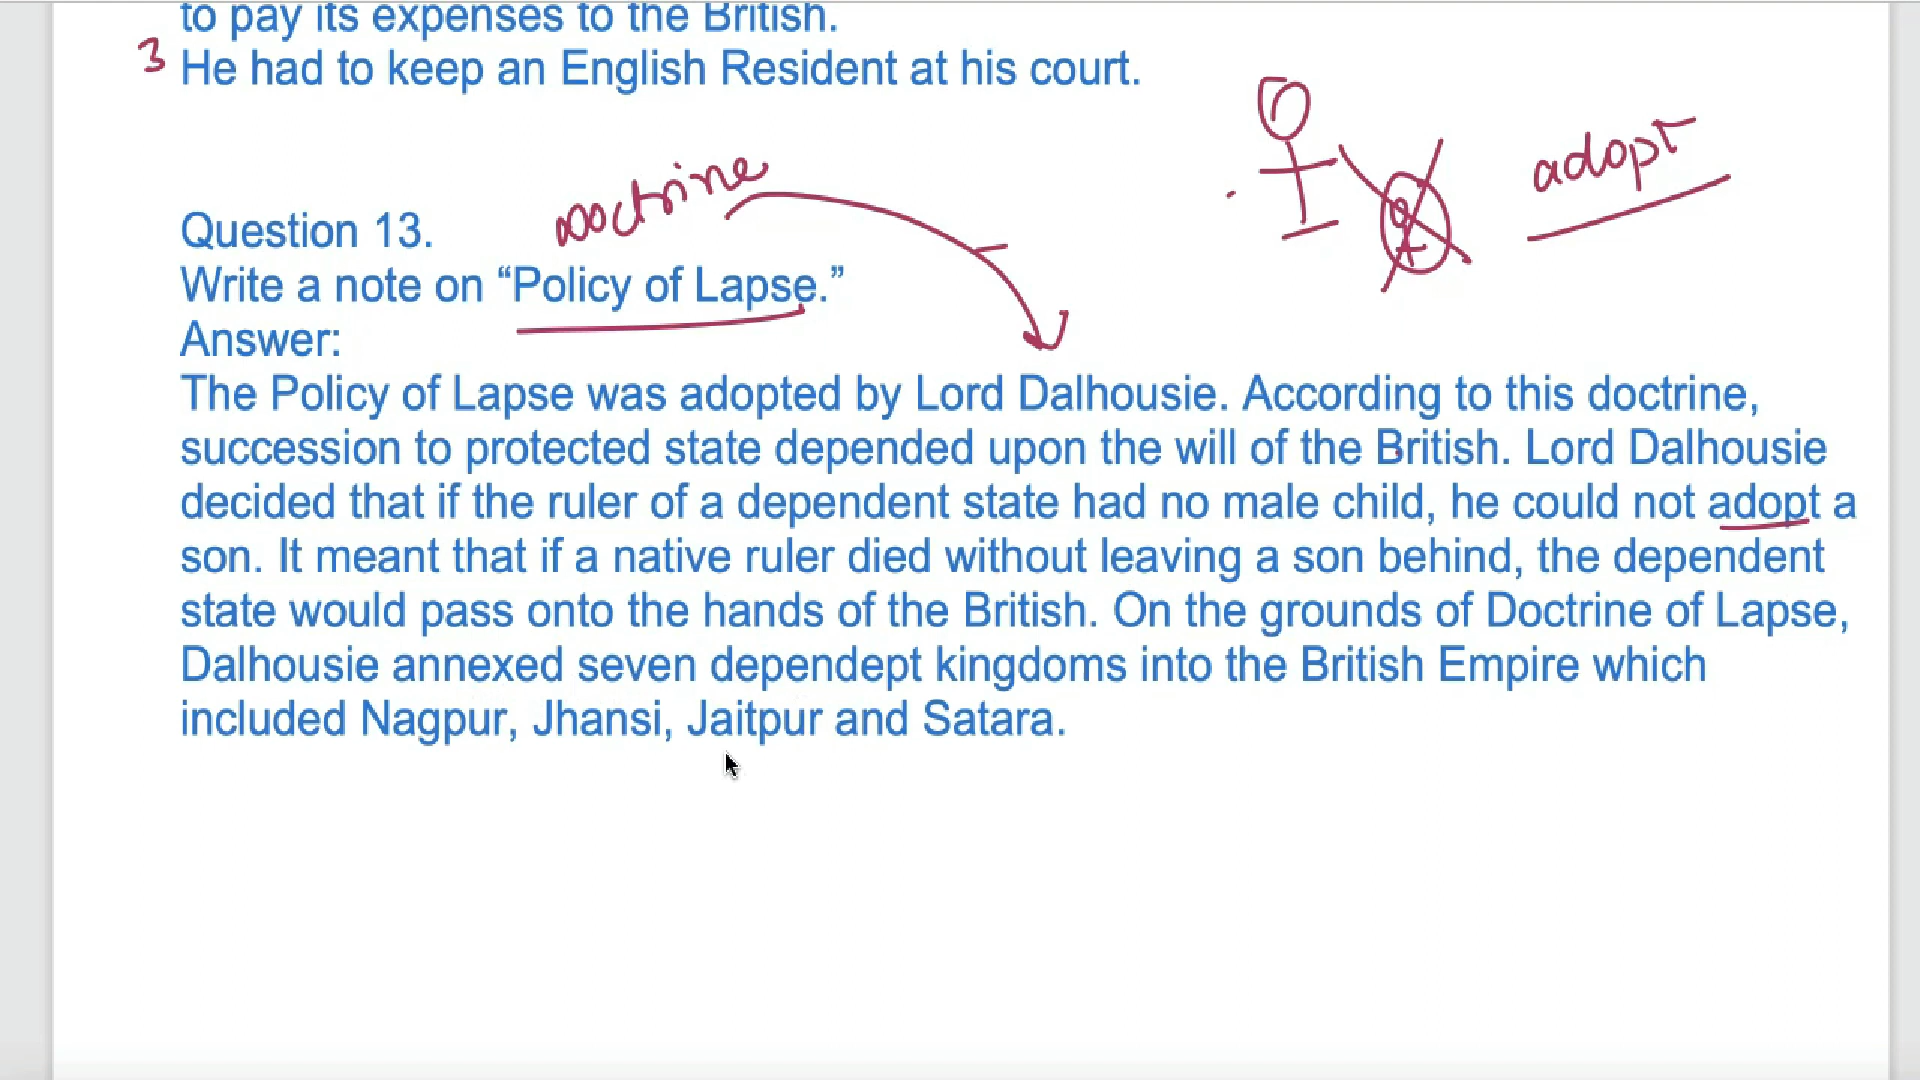 to pay its expenses to the British.
3 He had to keep an English Resident at his court.
adopt
Doctrine
Question 13.
Write a note on “Policy of Lapse.”
Answer:
The Policy of Lapse was adopted by Lord Dalhousie. According to this doctrine,
succession to protected state depended upon the will of the British. Lord Dalhousie
decided that if the ruler of a dependent state had no male child, he could not adopt a
son. It meant that if a native ruler died without leaving a son behind, the dependent
state would pass onto the hands of the British. On the grounds of Doctrine of Lapse,
Dalhousie annexed seven dependept kingdoms into the British Empire which
included Nagpur, Jhansi, Jaitpur and Satara.